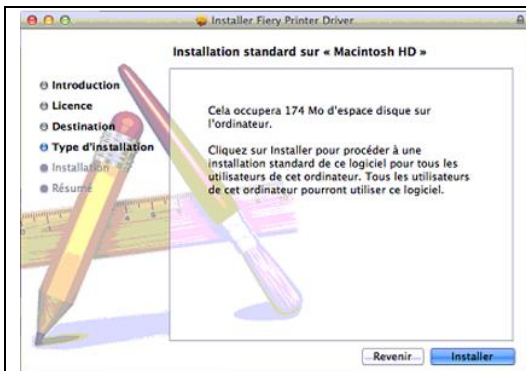 Installer Fiery Printer Driver
Installation standard sur « Macintosh HD »
Introduction
Licence
Destination
Type d'installation
Installation
Résumé
Cela occupera 174 Mo d'espace disque sur
l'ordinateur.
Cliquez sur Installer pour procéder à une
installation standard de ce logiciel pour tous les
utilisateurs de cet ordinateur. Tous les utilisateurs
de cet ordinateur pourront utiliser ce logiciel.
Revenir
Installer